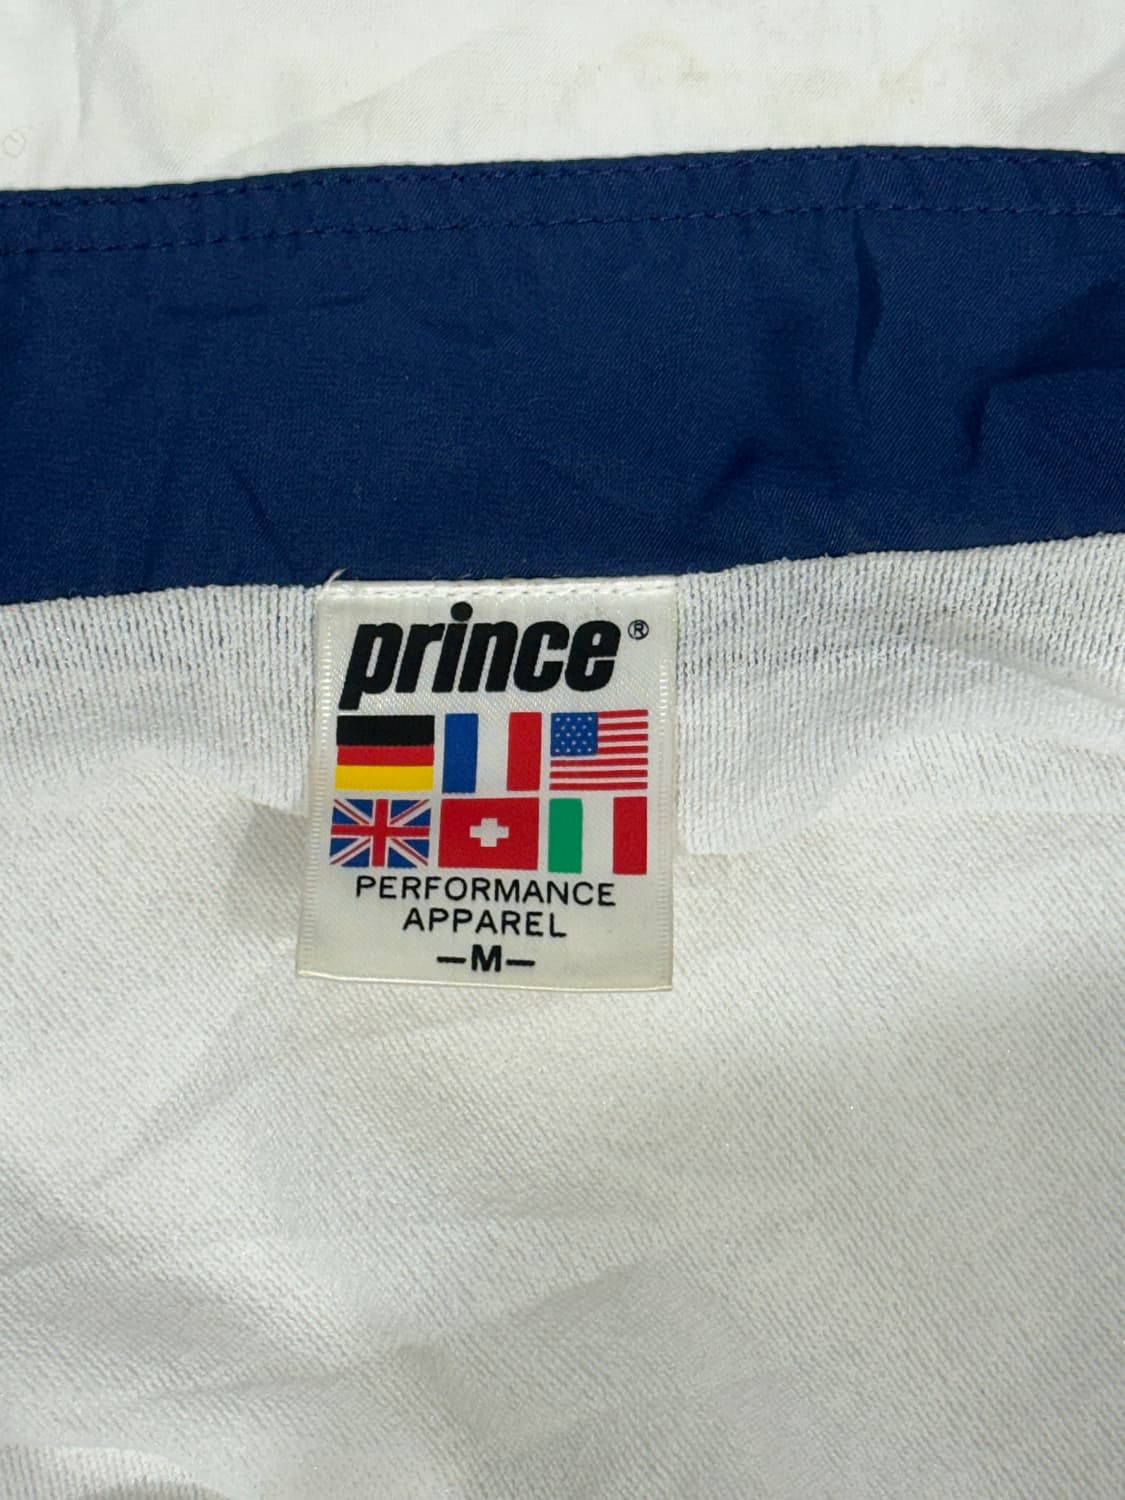 prince®
PERFORMANCE
APPAREL
—M—